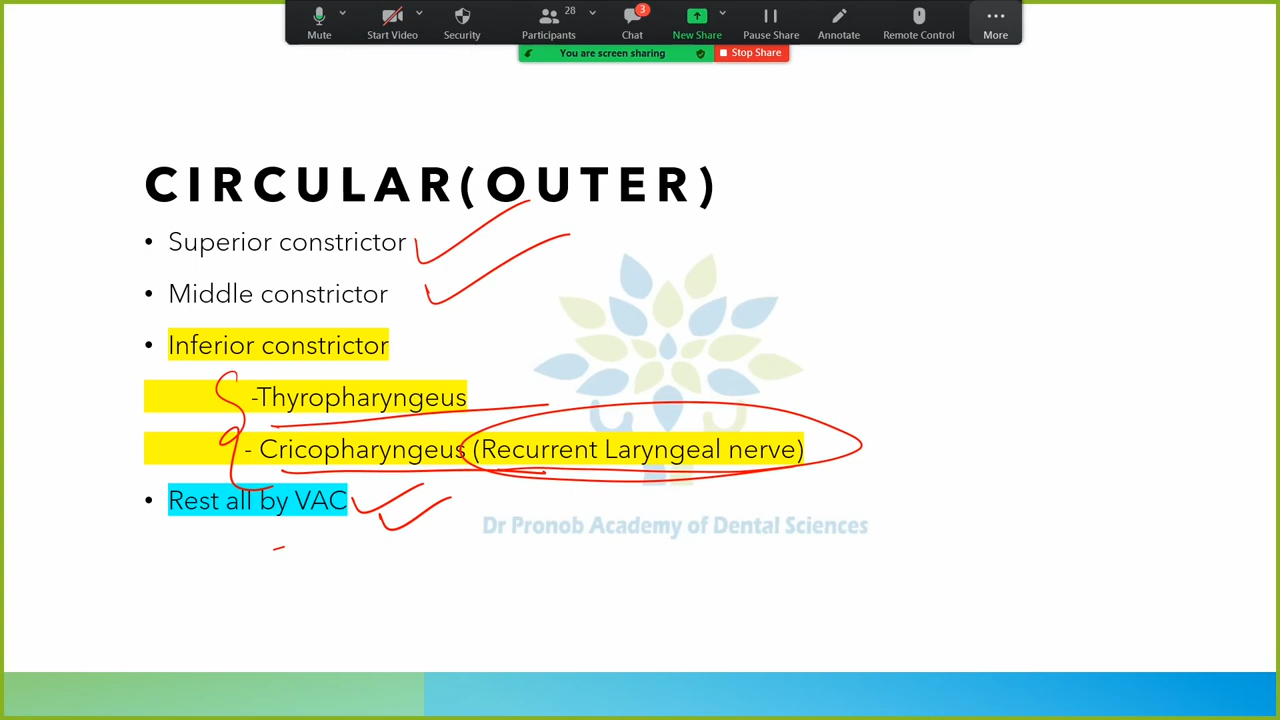 28
3
Mute
Start Video
Security
Participants
Chat
New Share
Pause Share
Annotate
Remote Control
More
You are screen sharing
Stop Share
CIRCULAR(OUTER)
• Superior constrictor
• Middle constrictor
• Inferior constrictor
-Thyropharyngeus
- Cricopharyngeus (Recurrent Laryngeal nerve)
• Rest all by VAC
Dr Pronob Academy of Dental Sciences